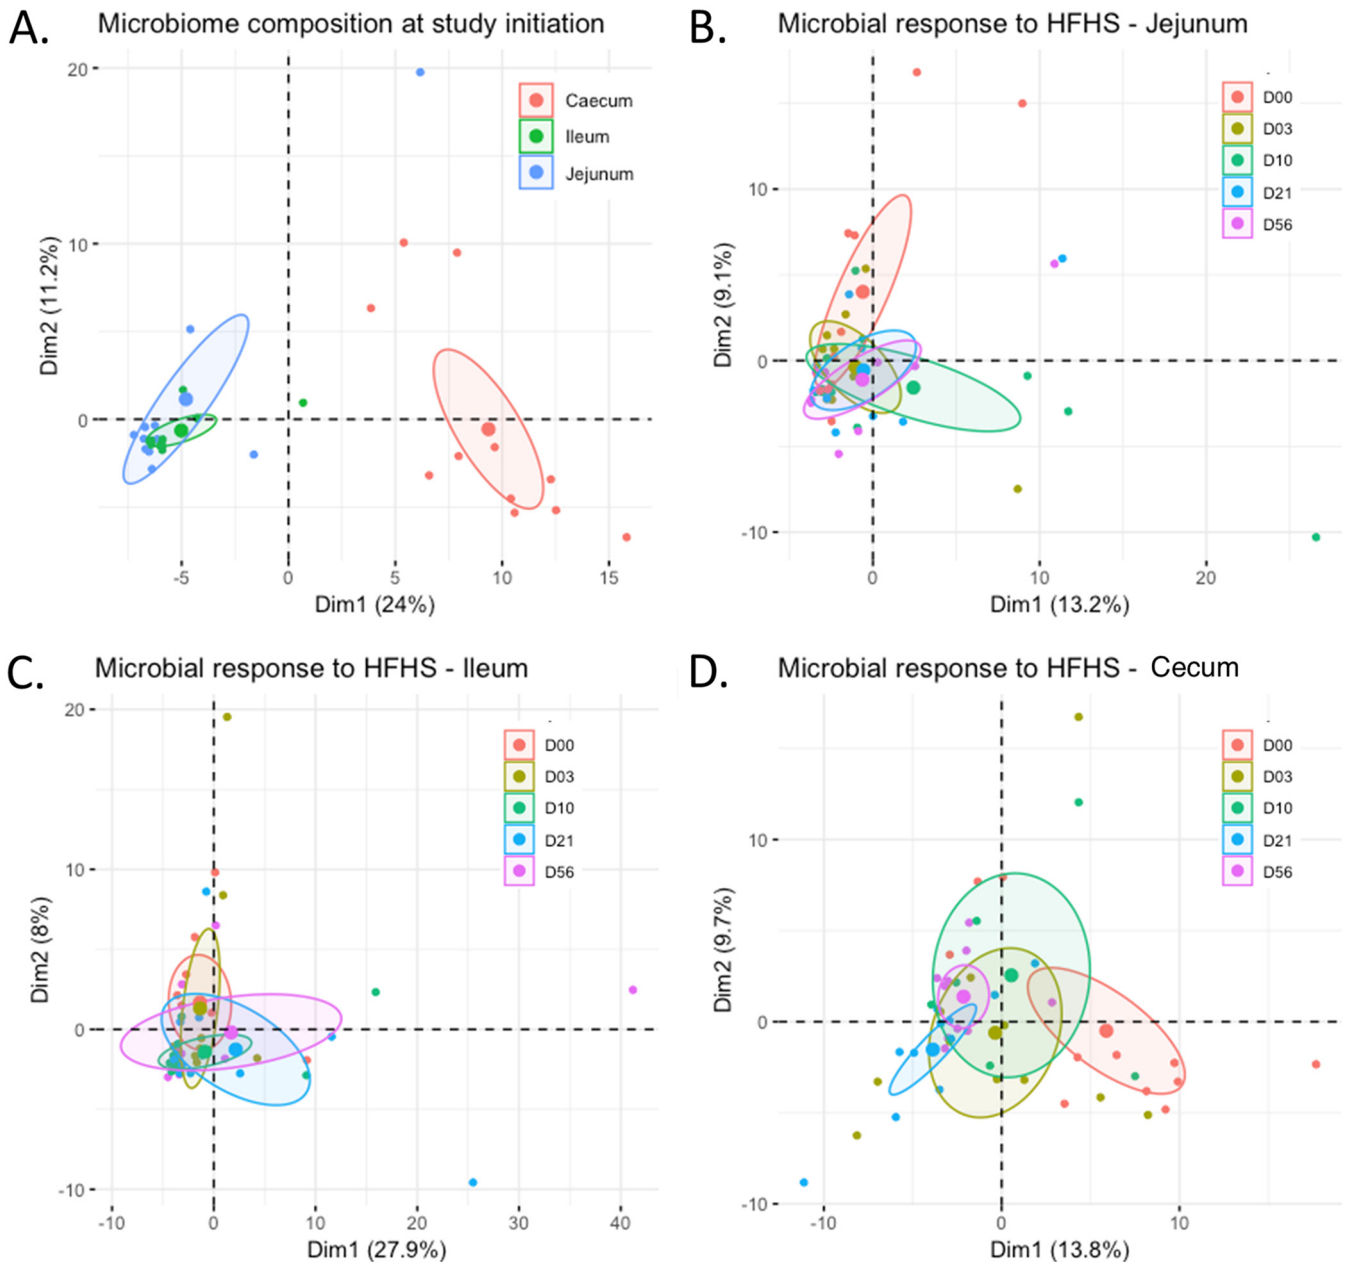 A.
Microbiome composition at study initiation
20
10
0
Dim2 (11.2%)
Caecum
Ileum
Jejunum
-5
0
5
10
15
Dim1 (24%)
B.
Microbial response to HFHS - Jejunum
10
0
-10
Dim2 (9.1%)
D00
D03
D10
D21
D56
0
10
20
Dim1 (13.2%)
C.
Microbial response to HFHS - Ileum
20
10
0
-10
Dim2 (8%)
D00
D03
D10
D21
D56
-10
0
10
20
30
40
Dim1 (27.9%)
D.
Microbial response to HFHS - Cecum
10
0
-10
Dim2 (9.7%)
D00
D03
D10
D21
D56
-10
0
10
Dim1 (13.8%)